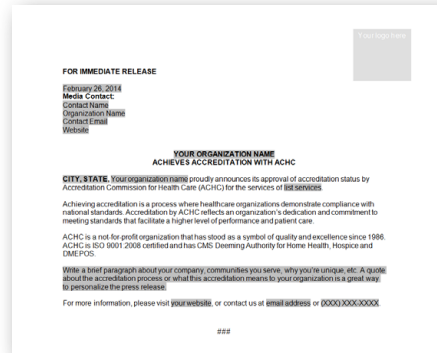 Your logo here
FOR IMMEDIATE RELEASE
February 26, 2014
Media Contact:
Contact Name
Organization Name
Contact Email
Website
YOUR ORGANIZATION NAME
ACHIEVES ACCREDITATION WITH ACHC
CITY, STATE, Your organization name proudly announces its approval of accreditation status by
Accreditation Commission for Health Care (ACHC) for the services of list services.
Achieving accreditation is a process where healthcare organizations demonstrate compliance with
national standards. Accreditation by ACHC reflects an organization's dedication and commitment to
meeting standards that facilitate a higher level of performance and patient care.
ACHC is a not-for-profit organization that has stood as a symbol of quality and excellence since 1986.
ACHC is ISO 9001:2008 certified and has CMS Deeming Authority for Home Health, Hospice and
DMEPOS.
Write a brief paragraph about your company, communities you serve, why you're unique, etc. A quote
about the accreditation process or what this accreditation means to your organization is a great way
to personalize the press release.
For more information, please visit your website, or contact us at email address or (XXX) XXX-XXXX.
###